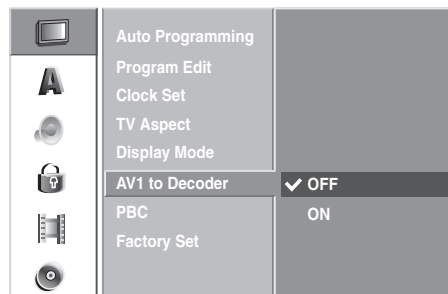 Auto Programming
Program Edit
Clock Set
TV Aspect
Display Mode
AV1 to Decoder
✔ OFF
PBC
ON
Factory Set